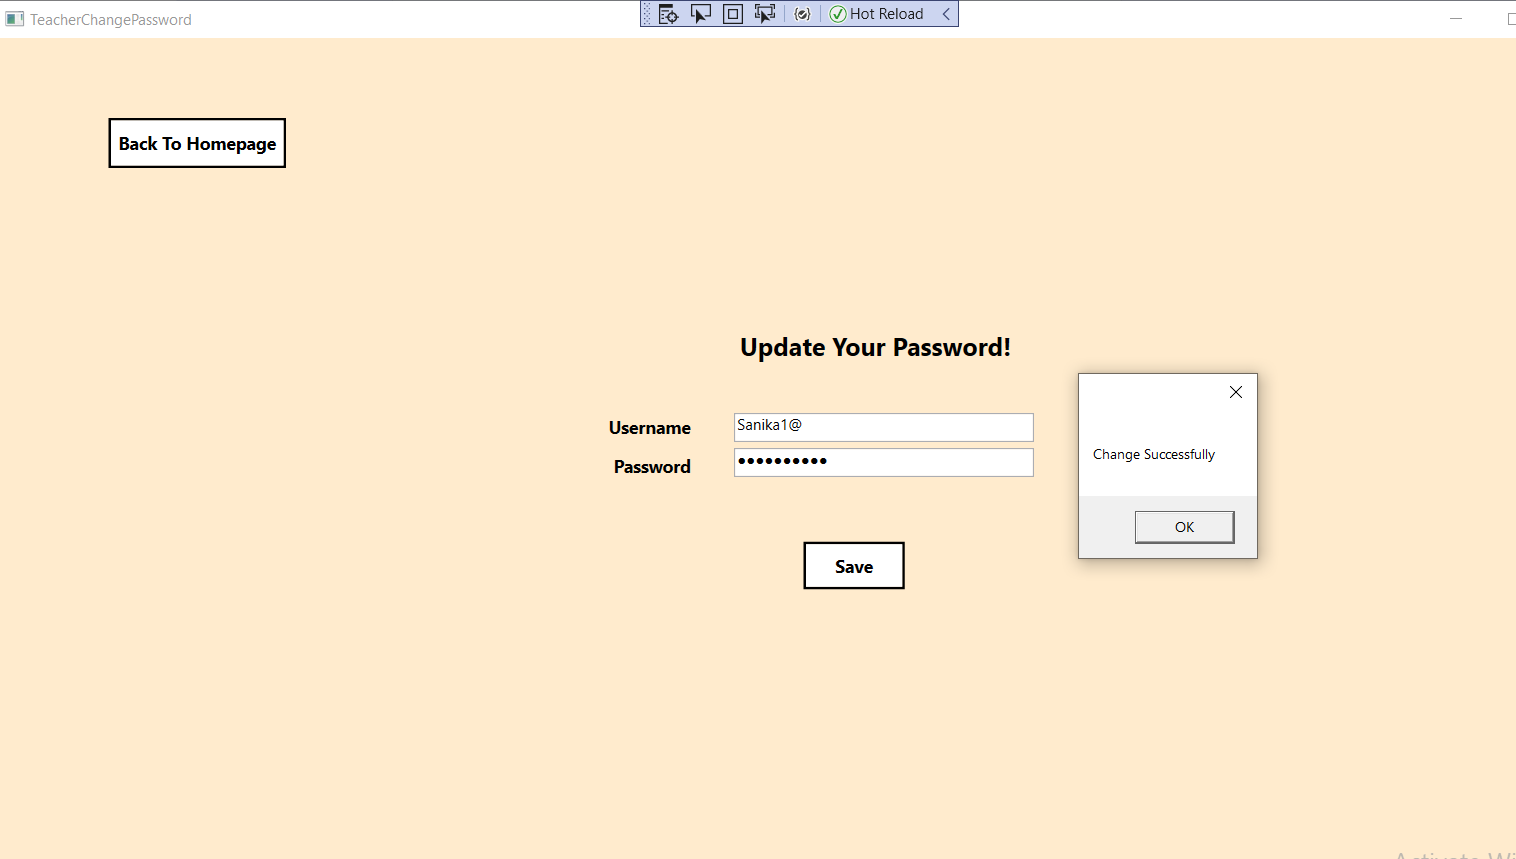 TeacherChangePassword
Hot Reload
Back To Homepage
Update Your Password!
Username
Sanika1@
Password
Save
Change Successfully
OK